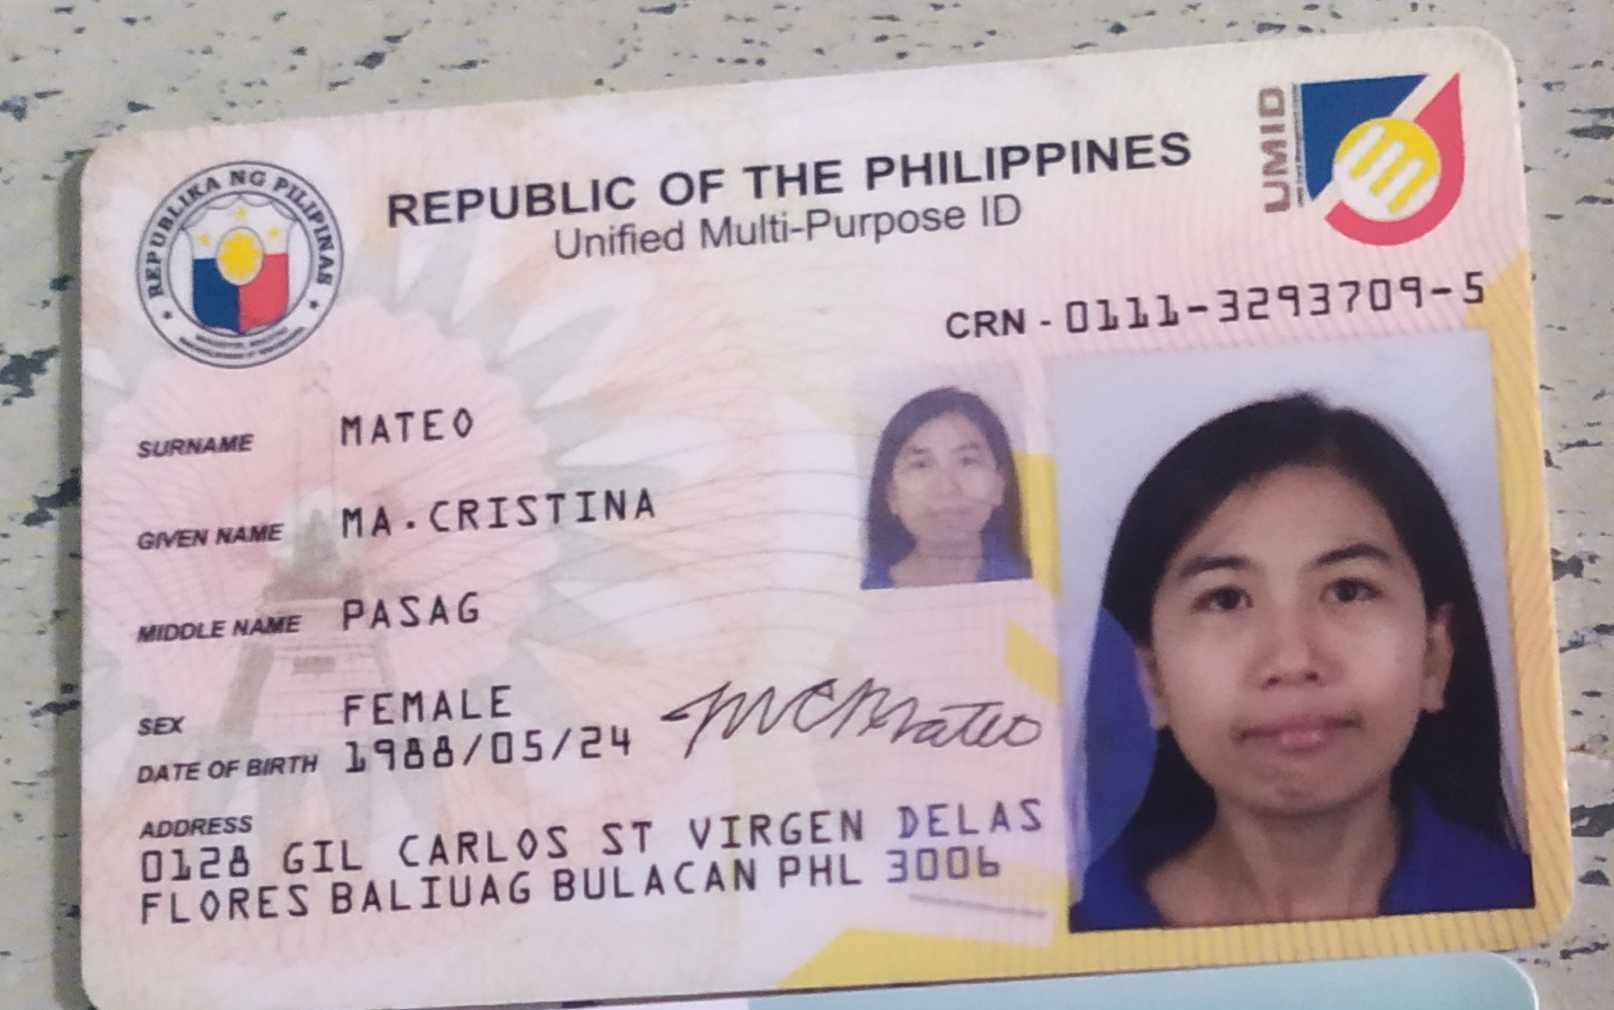 REPUBLIKA NG PILIPINAS
REPUBLIC OF THE PHILIPPINES
Unified Multi-Purpose ID
UMID
CRN - 0111-3293709-5
SURNAME MATEO
GIVEN NAME MA.CRISTINA
MIDDLE NAME PASAG
SEX FEMALE
DATE OF BIRTH 1988/05/24
MCPMateo
ADDRESS
0128 GIL CARLOS ST VIRGEN DELAS
FLORES BALIUAG BULACAN PHL 3006